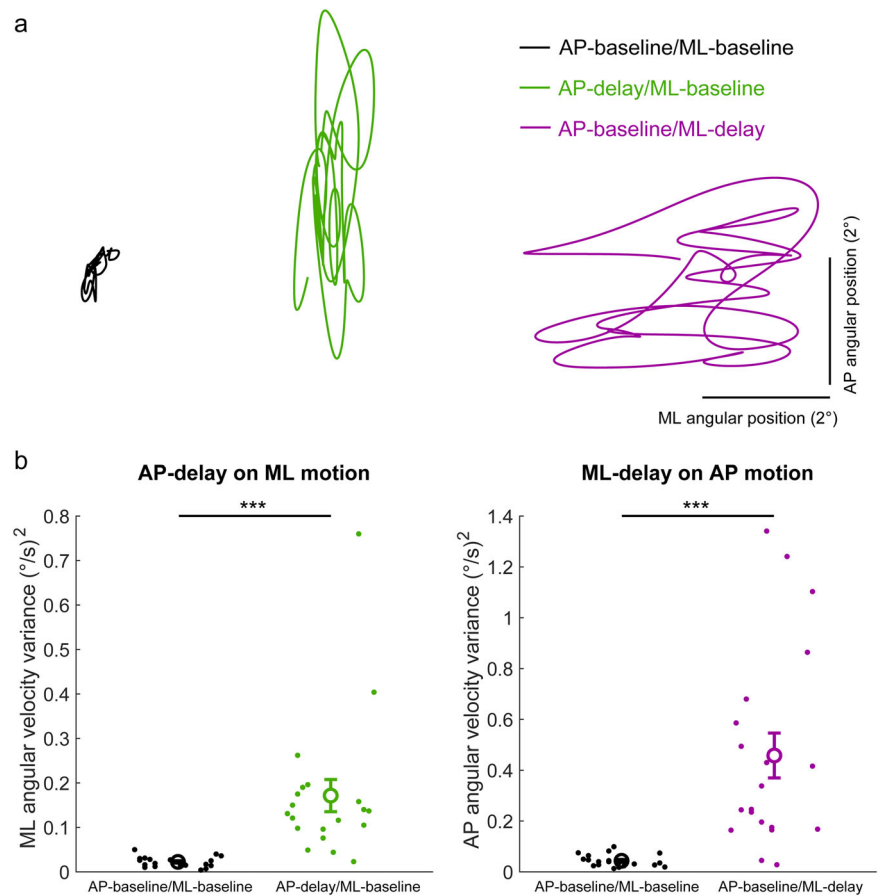 a
AP-baseline/ML-baseline
AP-delay/ML-baseline
AP-baseline/ML-delay
AP angular position (2°)
ML angular position (2°)
b
AP-delay on ML motion
***
ML angular velocity variance (°/s)²
0.8
0.7
0.6
0.5
0.4
0.3
0.2
0.1
0
AP-baseline/ML-baseline
AP-delay/ML-baseline
ML-delay on AP motion
***
AP angular velocity variance (°/s)²
1.4
1.2
1
0.8
0.6
0.4
0.2
0
AP-baseline/ML-baseline
AP-baseline/ML-delay